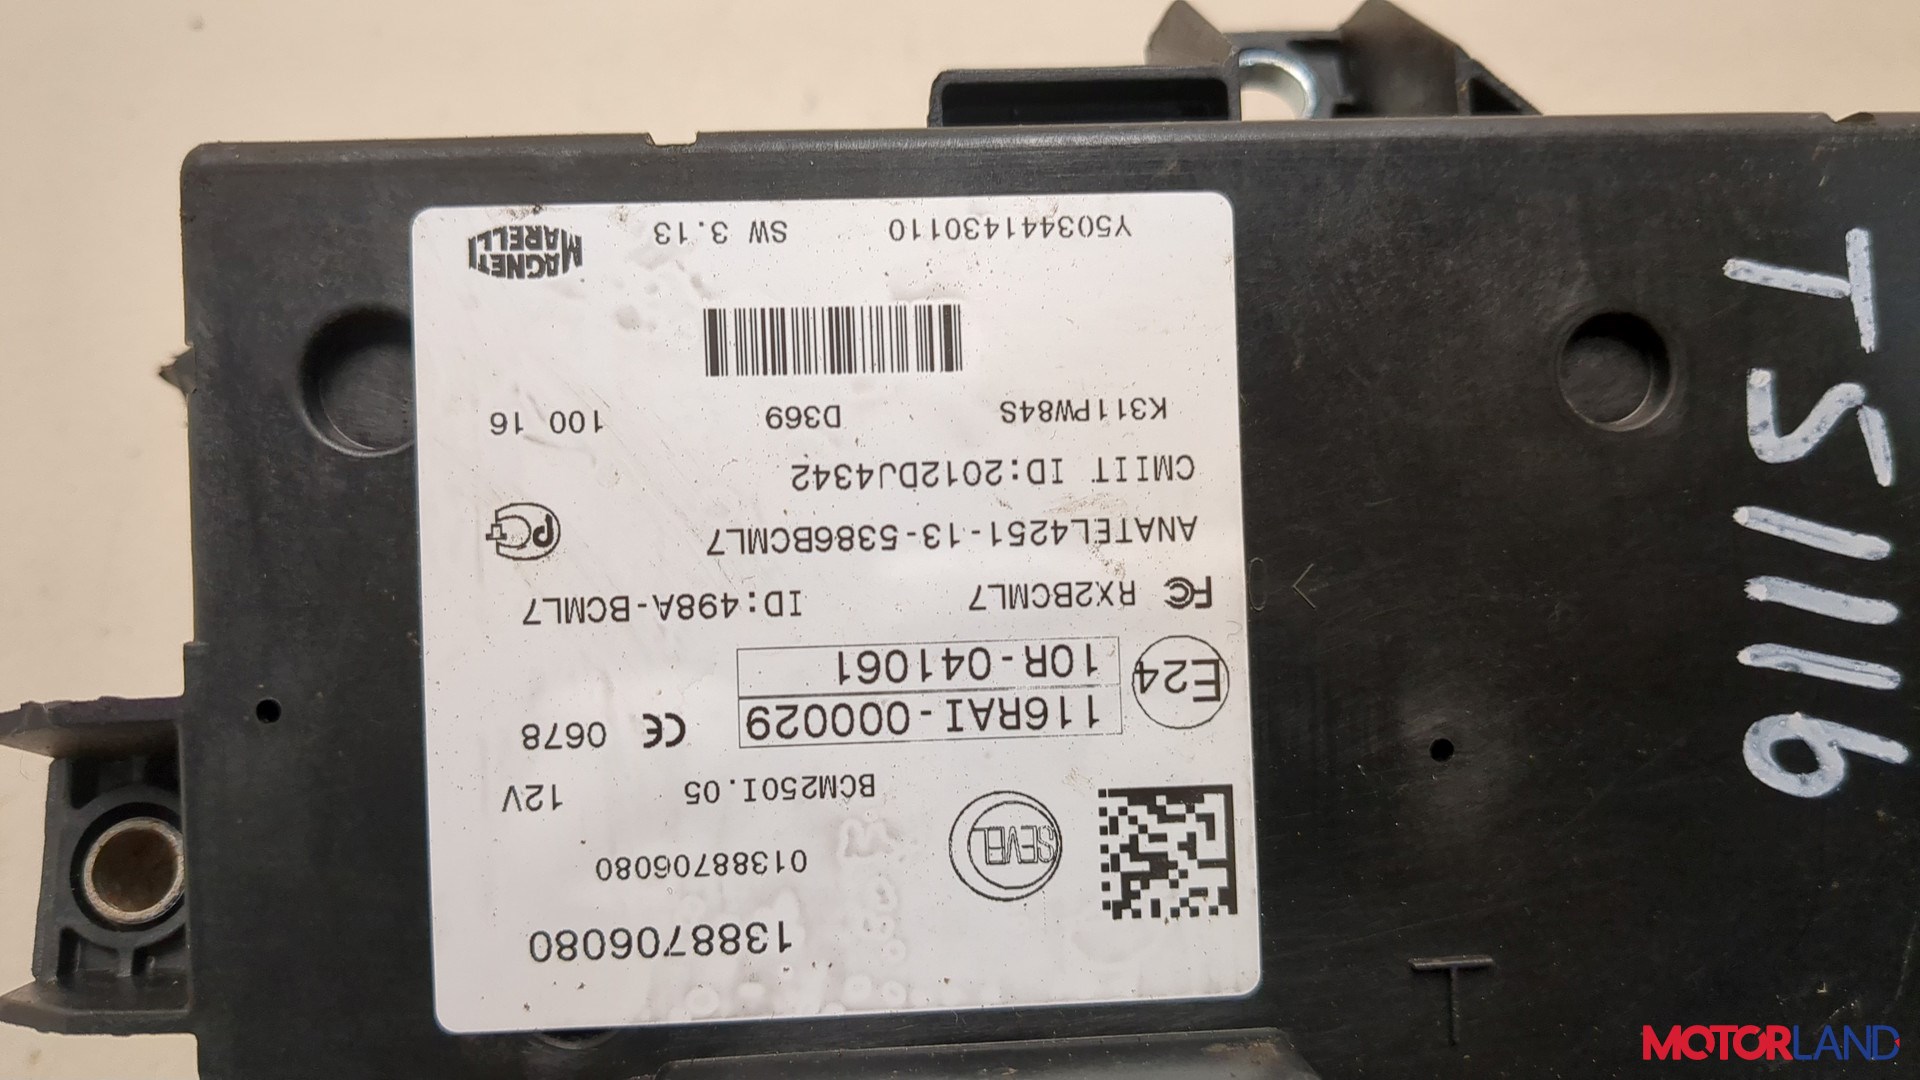 1388706080
01388706080
SEVEL
BCM250I.05 12V
E24 116RAI-000029 CE 0678
10R-041061
FC RX2BCML7 ID:498A-BCML7
ANATEL4251-13-5386BCML7
CMIIT ID:2012DJ4342
K311PW84S D369 100 16
Y503441430110 SW 3.13 MAGNETI
MARELLI
TS1116
T
MOTORLAND